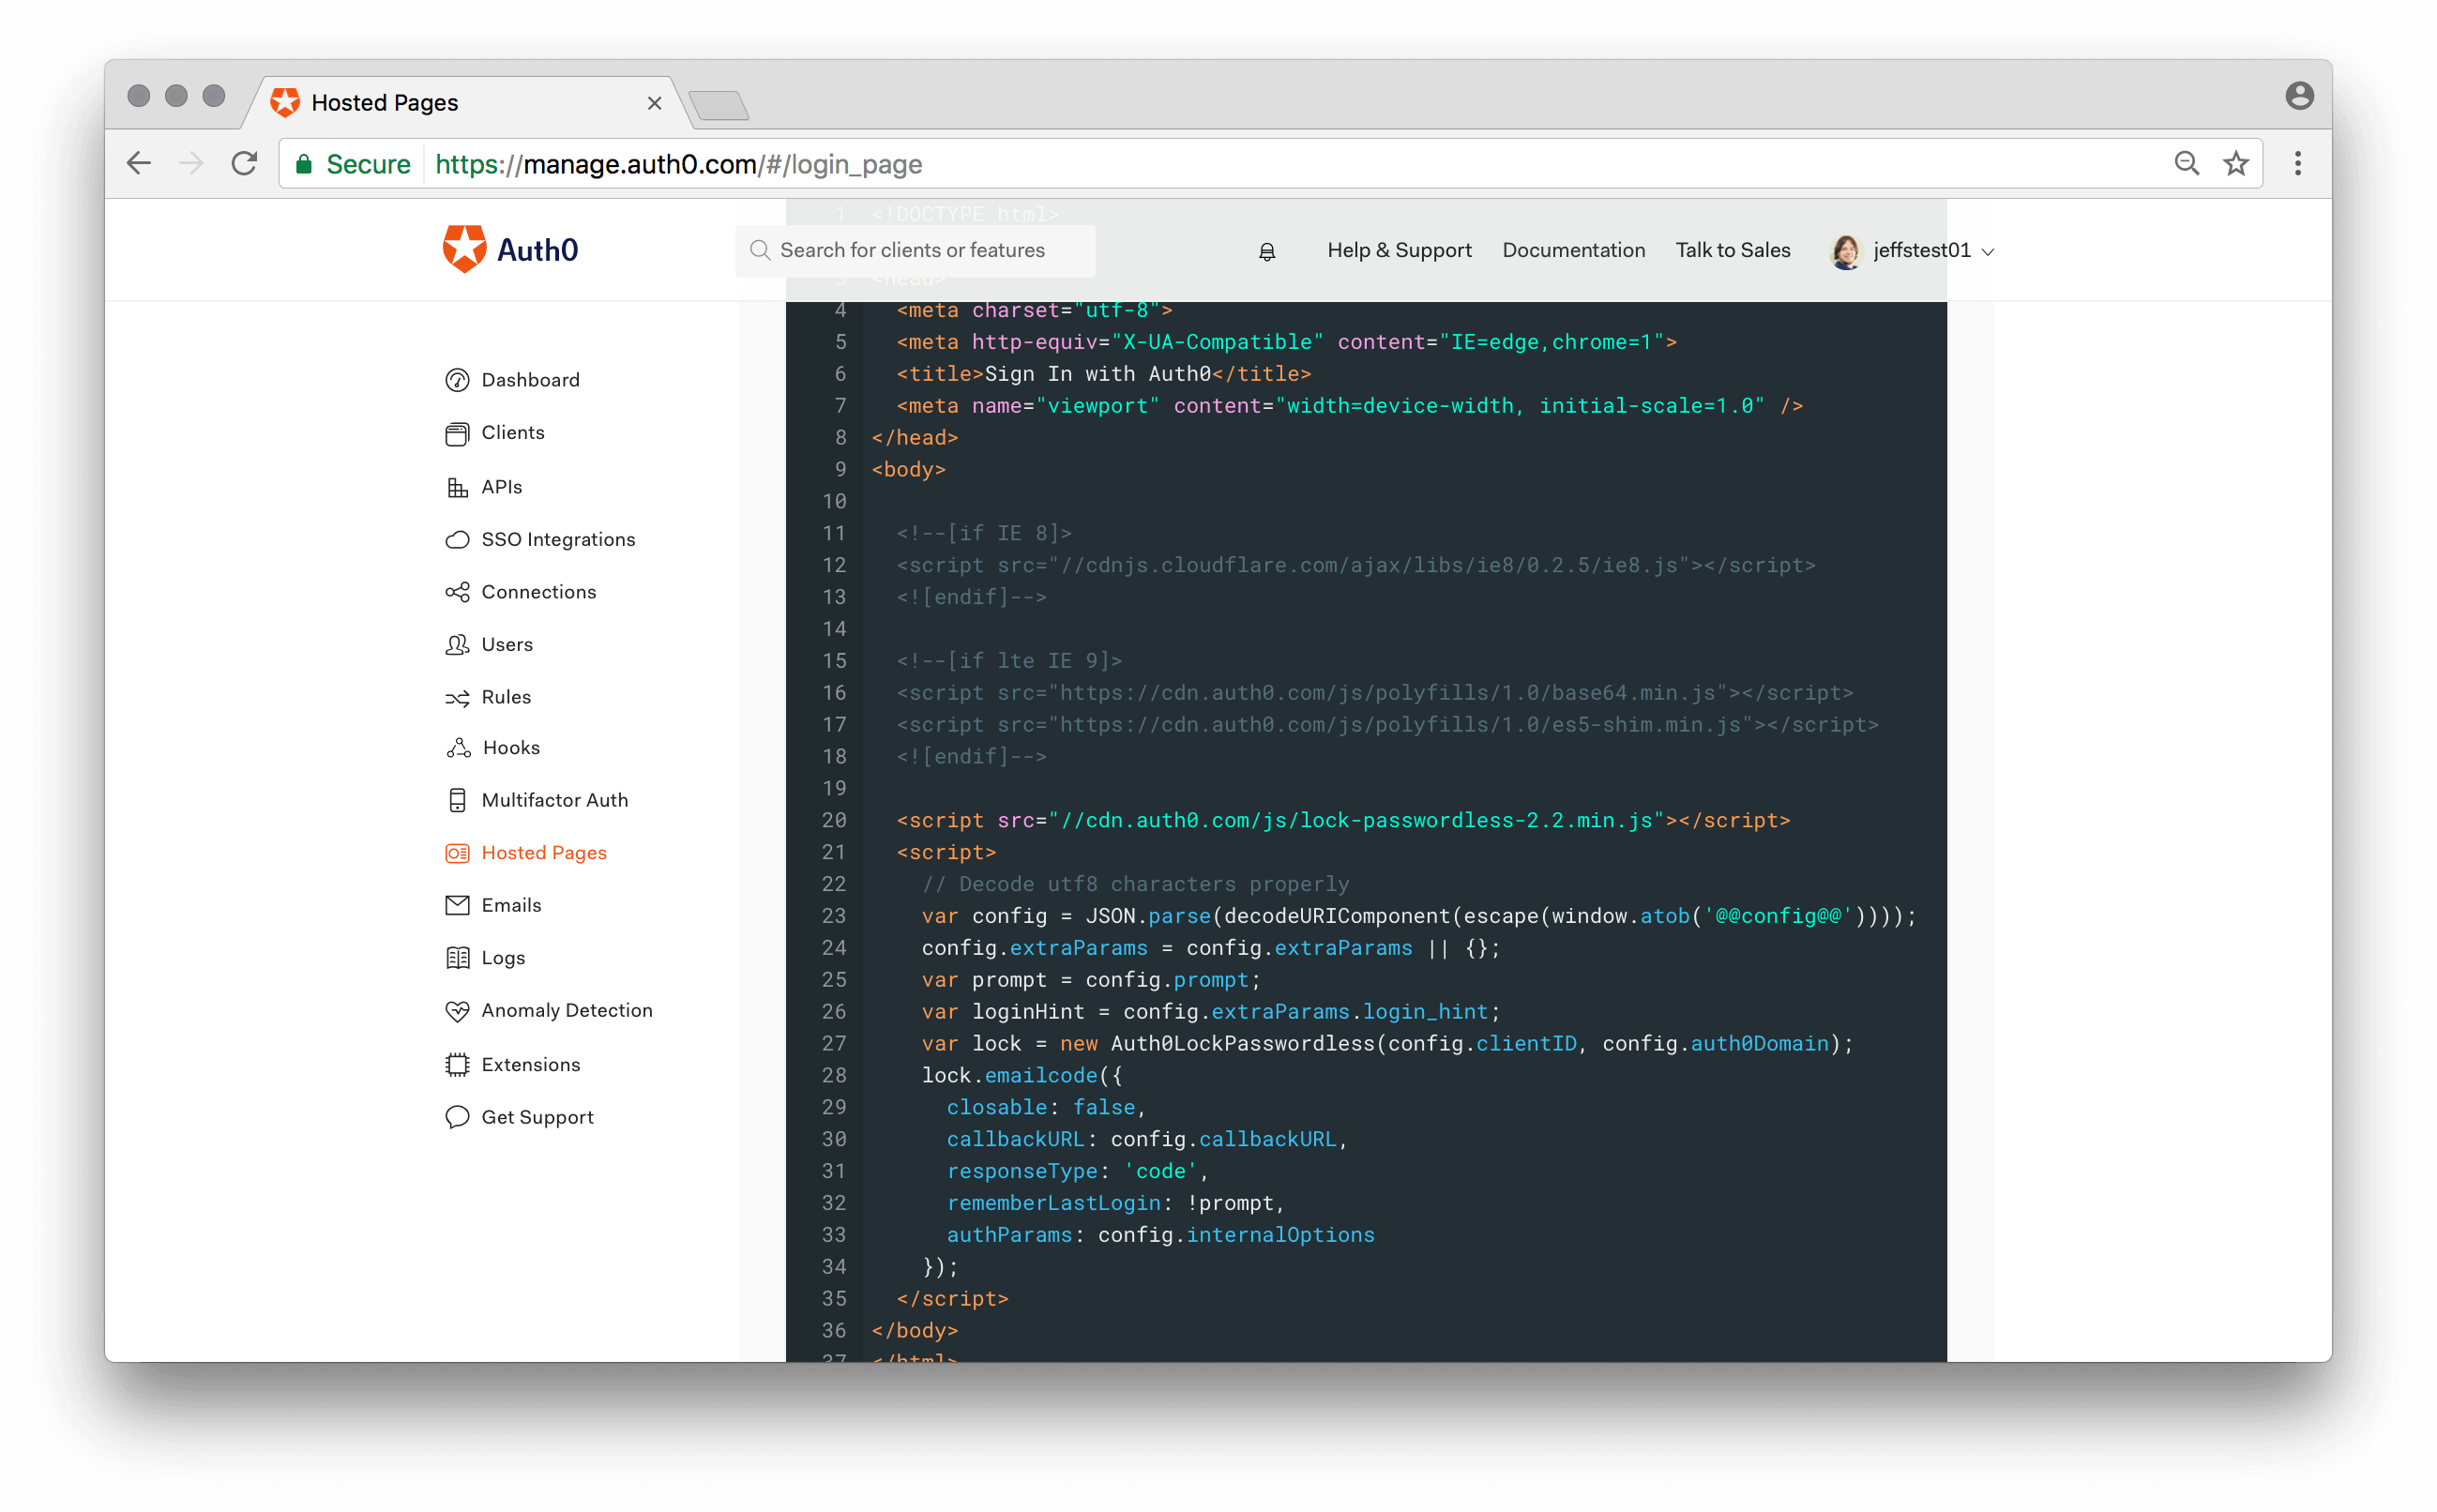 Hosted Pages
Secure https://manage.auth0.com/#/login_page
Auth0
Search for clients or features
Help & Support
Documentation
Talk to Sales
jeffstest01
Dashboard
Clients
APIs
SSO Integrations
Connections
Users
Rules
Hooks
Multifactor Auth
Hosted Pages
Emails
Logs
Anomaly Detection
Extensions
Get Support
1 <!DOCTYPE html>
3 <head>
4 <meta charset="utf-8">
5 <meta http-equiv="X-UA-Compatible" content="IE=edge,chrome=1">
6 <title>Sign In with Auth0</title>
7 <meta name="viewport" content="width=device-width, initial-scale=1.0" />
8 </head>
9 <body>
10
11 <!--[if IE 8]>
12 <script src="//cdnjs.cloudflare.com/ajax/libs/ie8/0.2.5/ie8.js"></script>
13 <![endif]-->
14
15 <!--[if lte IE 9]>
16 <script src="https://cdn.auth0.com/js/polyfills/1.0/base64.min.js"></script>
17 <script src="https://cdn.auth0.com/js/polyfills/1.0/es5-shim.min.js"></script>
18 <![endif]-->
19
20 <script src="//cdn.auth0.com/js/lock-passwordless-2.2.min.js"></script>
21 <script>
22 // Decode utf8 characters properly
23 var config = JSON.parse(decodeURIComponent(escape(window.atob('@@config@@'))));
24 config.extraParams = config.extraParams || {};
25 var prompt = config.prompt;
26 var loginHint = config.extraParams.login_hint;
27 var lock = new Auth0LockPasswordless(config.clientID, config.auth0Domain);
28 lock.emailcode({
29 closable: false,
30 callbackURL: config.callbackURL,
31 responseType: 'code',
32 rememberLastLogin: !prompt,
33 authParams: config.internalOptions
34 });
35 </script>
36 </body>
37 </html>